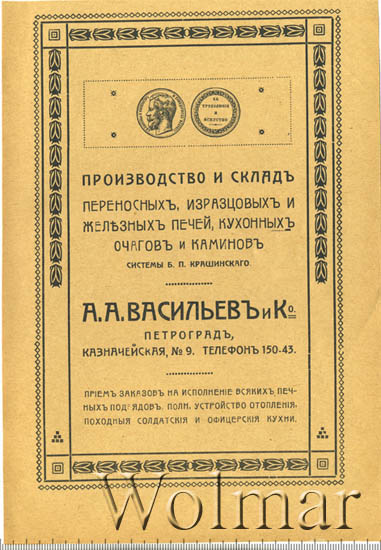 ЗА
ТРУДОЛЮБІЕ
И
ИСКУССТВО
ПРОИЗВОДСТВО И СКЛАДЪ
ПЕРЕНОСНЫХЪ, ИЗРАЗЦОВЫХЪ И
ЖЕЛѢЗНЫХЪ ПЕЧЕЙ, КУХОННЫХЪ
ОЧАГОВЪ И КАМИНОВЪ
СИСТЕМЫ Б. П. КРАШИНСКАГО.
А. А. ВАСИЛЬЕВЪ и Ко.
ПЕТРОГРАДЪ,
КАЗНАЧЕЙСКАЯ, № 9. ТЕЛЕФОНЪ 150-43.
ПРІЕМЪ ЗАКАЗОВЪ НА ИСПОЛНЕНІЕ ВСЯКИХЪ ПЕЧ-
НЫХЪ ПОДРЯДОВЪ. ПОЛН. УСТРОЙСТВО ОТОПЛЕНІЯ.
ПОХОДНЫЯ СОЛДАТСКІЯ И ОФИЦЕРСКІЯ КУХНИ.
Wolmar